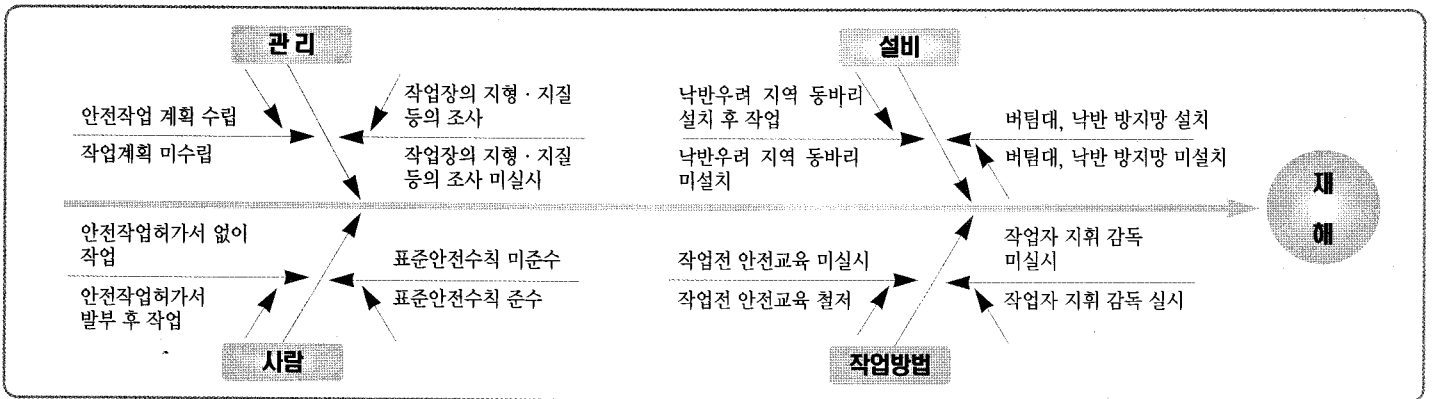 관 리
안전작업 계획 수립
작업계획 미수립
작업장의 지형 · 지질
등의 조사
작업장의 지형 · 지질
등의 조사 미실시
설비
낙반우려 지역 동바리
설치 후 작업
낙반우려 지역 동바리
미설치
버팀대, 낙반 방지망 설치
버팀대, 낙반 방지망 미설치
재
해
안전작업허가서 없이
작업
안전작업허가서
발부 후 작업
표준안전수칙 미준수
표준안전수칙 준수
사람
작업전 안전교육 미실시
작업전 안전교육 철저
작업자 지휘 감독
미실시
작업자 지휘 감독 실시
작업방법